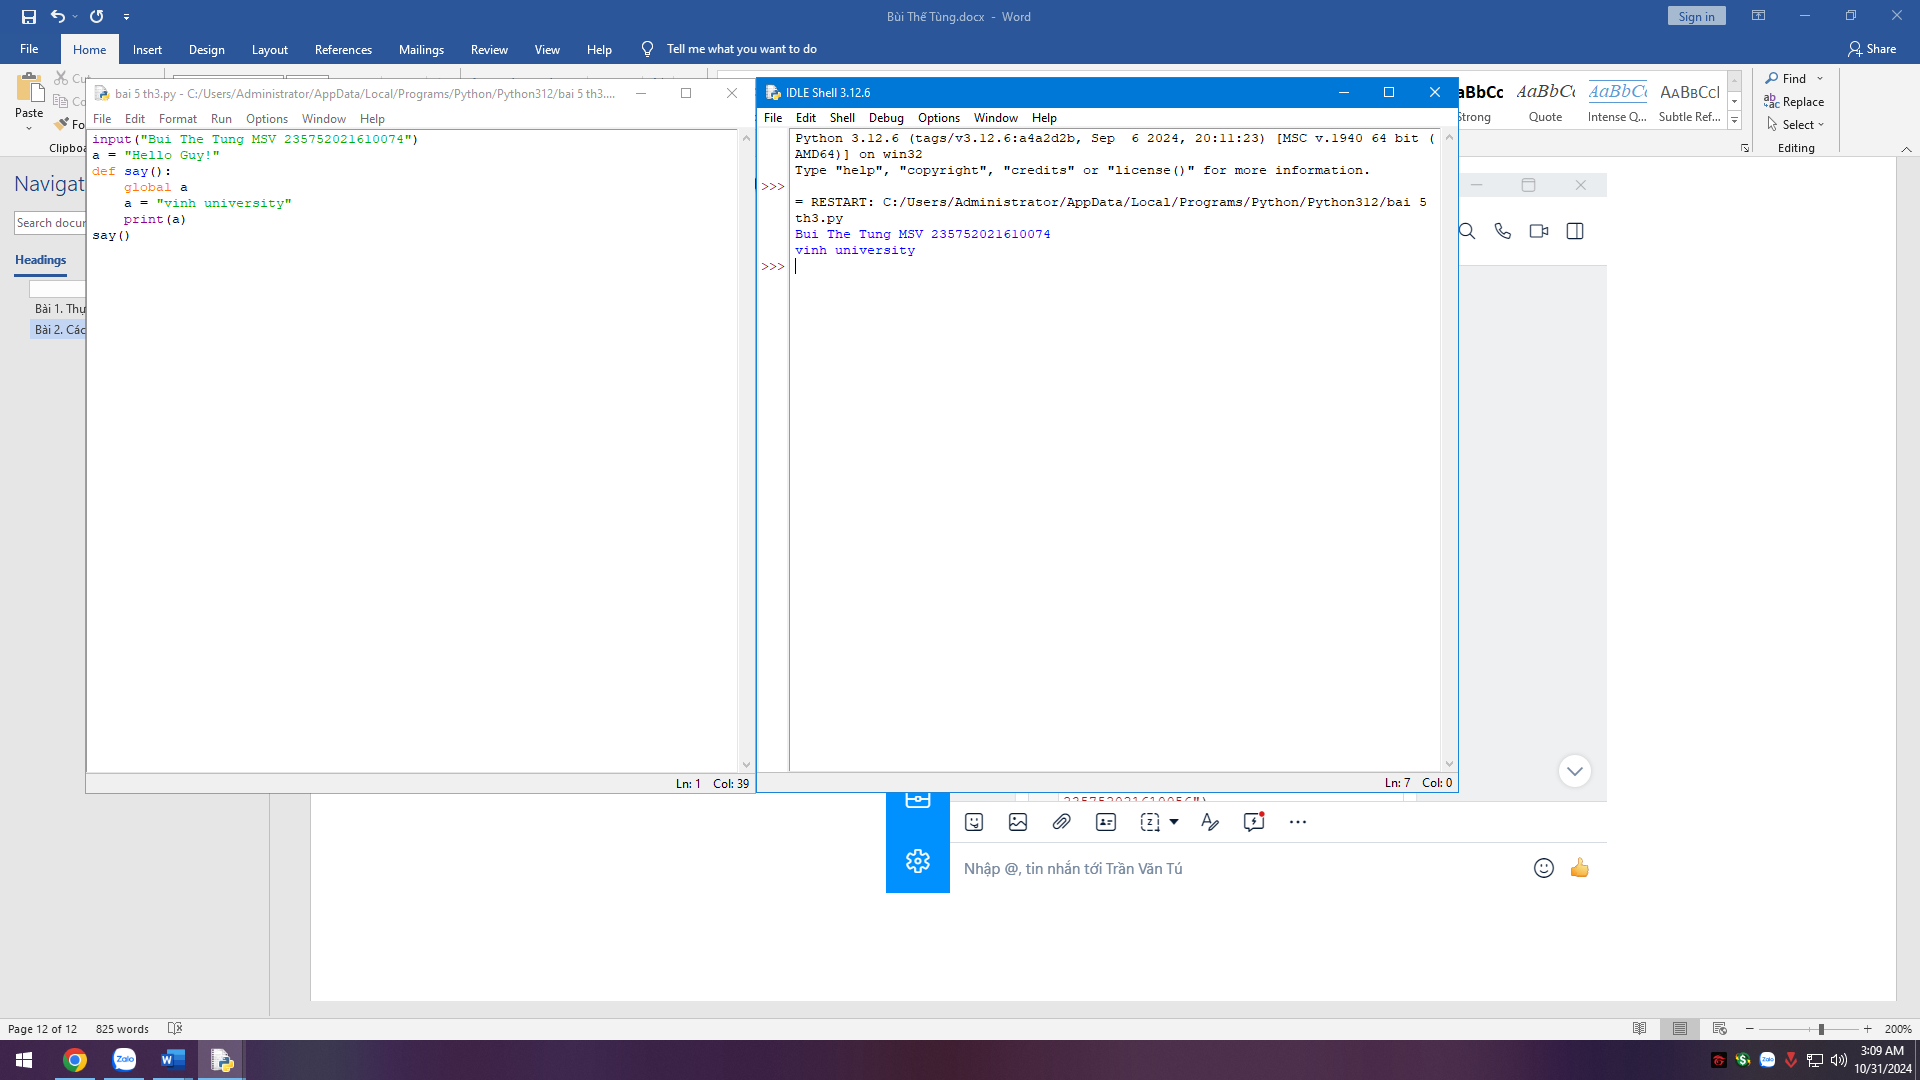 Bùi Thế Tùng.docx - Word
Sign in
File Home Insert Design Layout References Mailings Review View Help Tell me what you want to do
Share
Paste
Clipboa
Strong
AaBbCc Quote
AaBbCc Intense Q...
AaBbCcI Subtle Ref...
Find
Replace
Select
Editing
Navigat
Search docum
Headings
Bài 1. Thự
Bài 2. Các
bai 5 th3.py - C:/Users/Administrator/AppData/Local/Programs/Python/Python312/bai 5 th3....
File Edit Format Run Options Window Help
input("Bui The Tung MSV 235752021610074")
a = "Hello Guy!"
def say():
    global a
    a = "vinh university"
    print(a)
say()
Ln: 1 Col: 39
IDLE Shell 3.12.6
File Edit Shell Debug Options Window Help
Python 3.12.6 (tags/v3.12.6:a4a2d2b, Sep  6 2024, 20:11:23) [MSC v.1940 64 bit (
AMD64)] on win32
Type "help", "copyright", "credits" or "license()" for more information.
>>>
= RESTART: C:/Users/Administrator/AppData/Local/Programs/Python/Python312/bai 5
th3.py
Bui The Tung MSV 235752021610074
vinh university
>>>
Ln: 7 Col: 0
Nhập @, tin nhắn tới Trần Văn Tú
Page 12 of 12 825 words
200%
Zalo
3:09 AM
10/31/2024